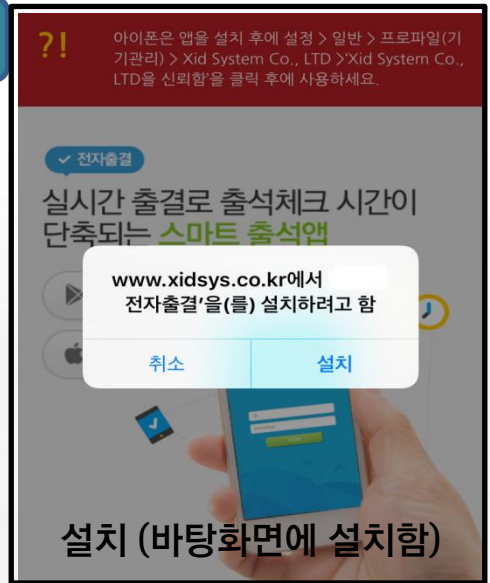 ?!
아이폰은 앱을 설치 후에 설정 > 일반 > 프로파일(기
기관리) > Xid System Co., LTD >'Xid System Co.,
LTD을 신뢰함'을 클릭 후에 사용하세요.
전자출결
실시간 출결로 출석체크 시간이
단축되는 스마트 출석앱
www.xidsys.co.kr에서
전자출결'을(를) 설치하려고 함
취소 설치
설치 (바탕화면에 설치함)